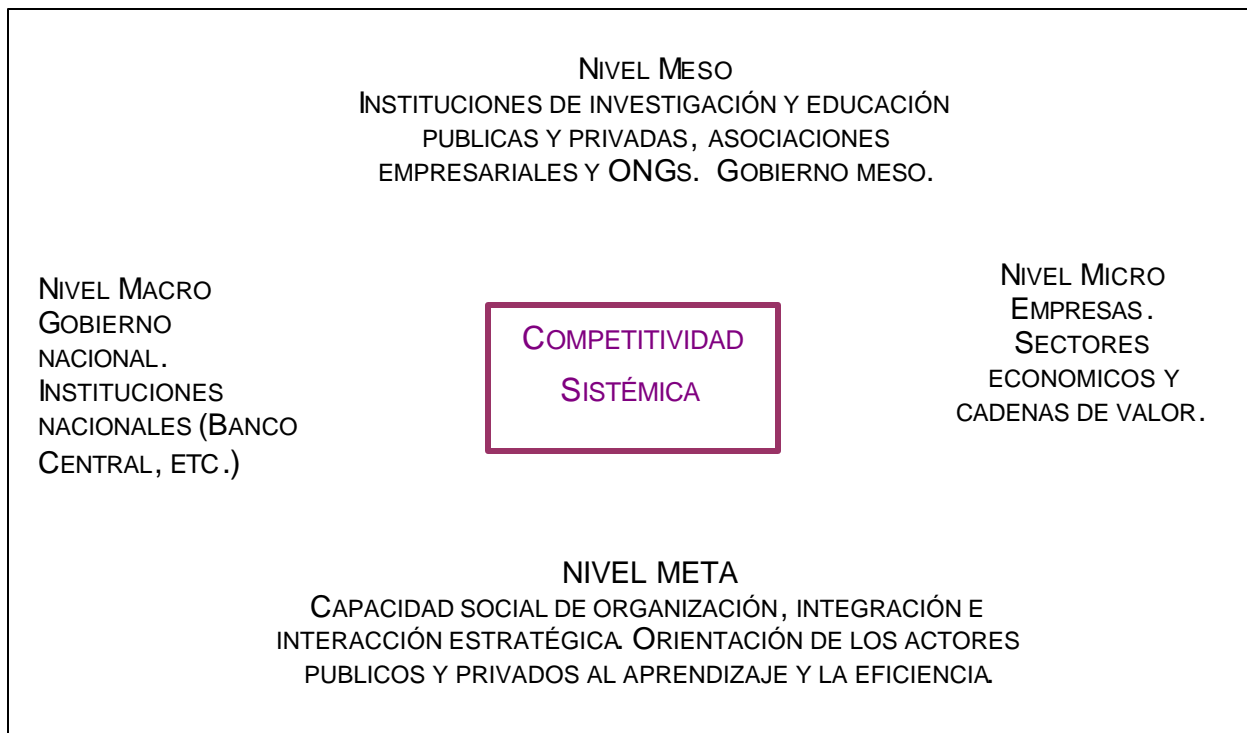 NIVEL MESO
INSTITUCIONES DE INVESTIGACIÓN Y EDUCACIÓN
PUBLICAS Y PRIVADAS, ASOCIACIONES
EMPRESARIALES Y ONGS. GOBIERNO MESO.
NIVEL MACRO
GOBIERNO
NACIONAL.
INSTITUCIONES
NACIONALES (BANCO
CENTRAL, ETC.)
COMPETITIVIDAD
SISTÉMICA
NIVEL MICRO
EMPRESAS.
SECTORES
ECONOMICOS Y
CADENAS DE VALOR.
NIVEL META
CAPACIDAD SOCIAL DE ORGANIZACIÓN, INTEGRACIÓN E
INTERACCIÓN ESTRATÉGICA. ORIENTACIÓN DE LOS ACTORES
PUBLICOS Y PRIVADOS AL APRENDIZAJE Y LA EFICIENCIA.